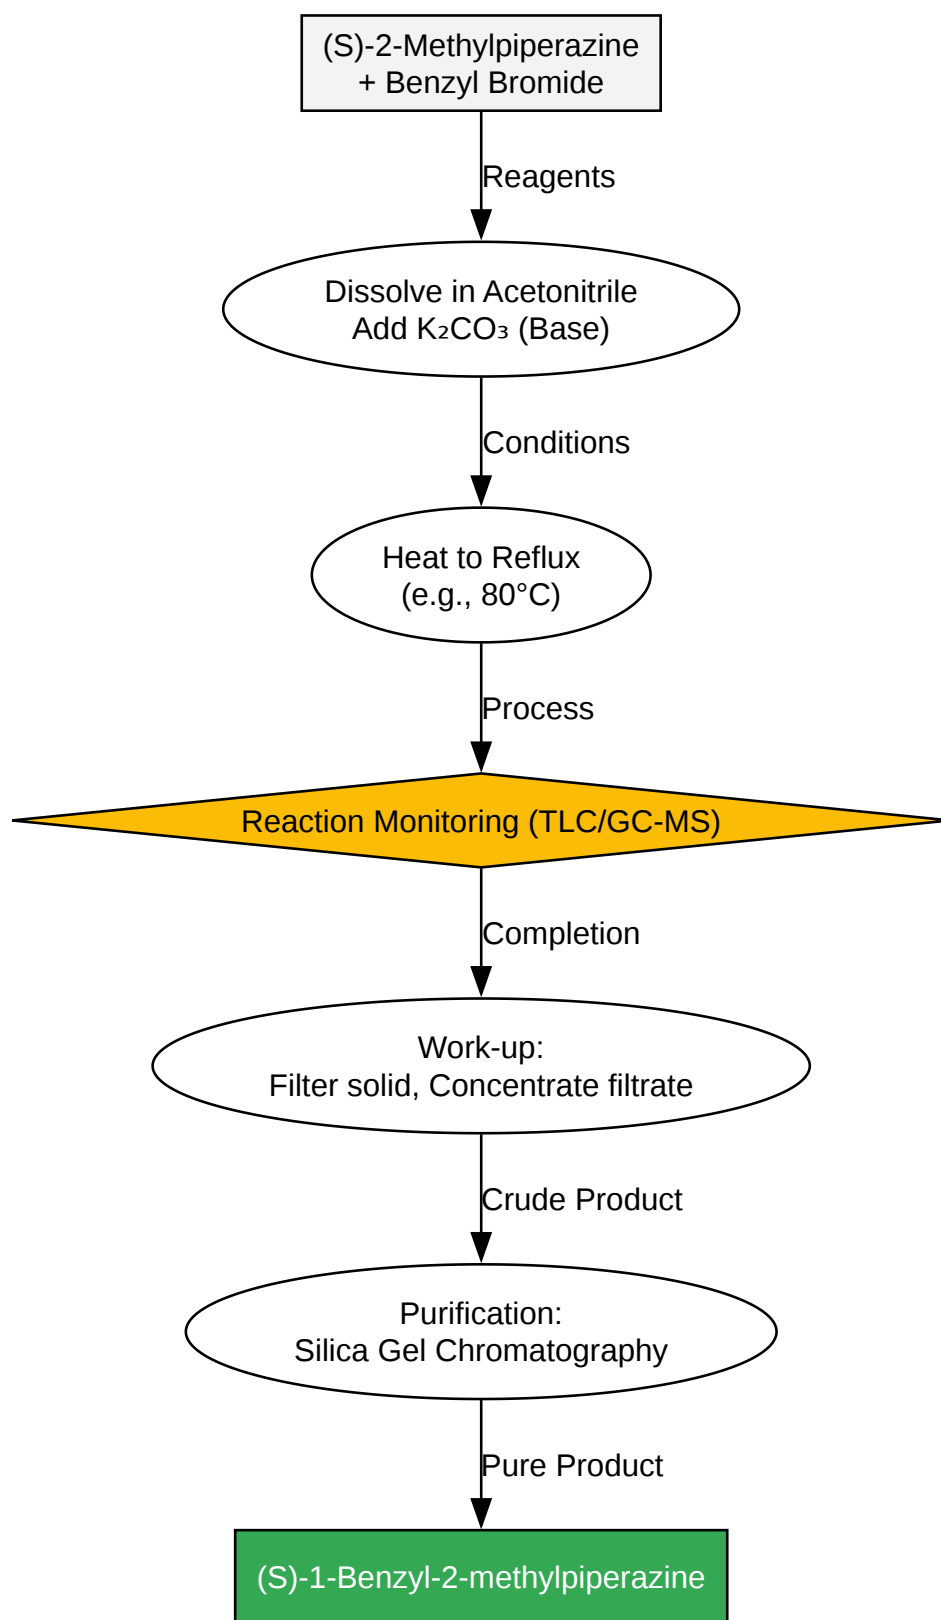 (S)-2-Methylpiperazine
+ Benzyl Bromide
Reagents
Dissolve in Acetonitrile
Add K₂CO₃ (Base)
Conditions
Heat to Reflux
(e.g., 80°C)
Process
Reaction Monitoring (TLC/GC-MS)
Completion
Work-up:
Filter solid, Concentrate filtrate
Crude Product
Purification:
Silica Gel Chromatography
Pure Product
(S)-1-Benzyl-2-methylpiperazine